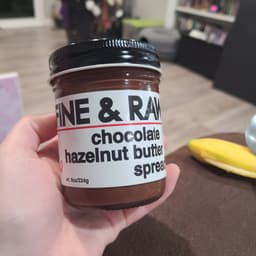 FINE & RAW
chocolate
hazelnut butter
spread